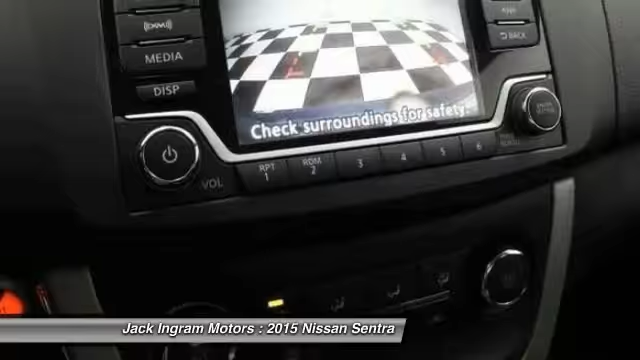 ((XM))
MEDIA
DISP
BACK
Check surroundings for safety.
VOL
RPT
1
RDM
2
3
4
5
6
Jack Ingram Motors : 2015 Nissan Sentra